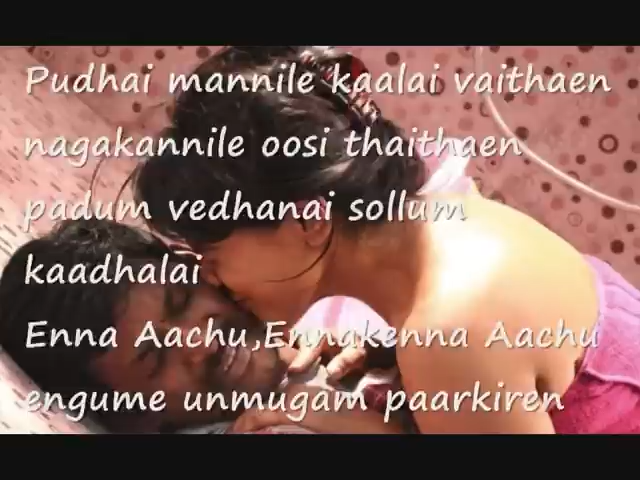 Pudhai mannile kaalai vaithaen
nagakannile oosi thaithaen
padum vedhanai sollum
kaadhalai
Enna Aachu,Ennakenna Aachu
engume unmugam paarkiren